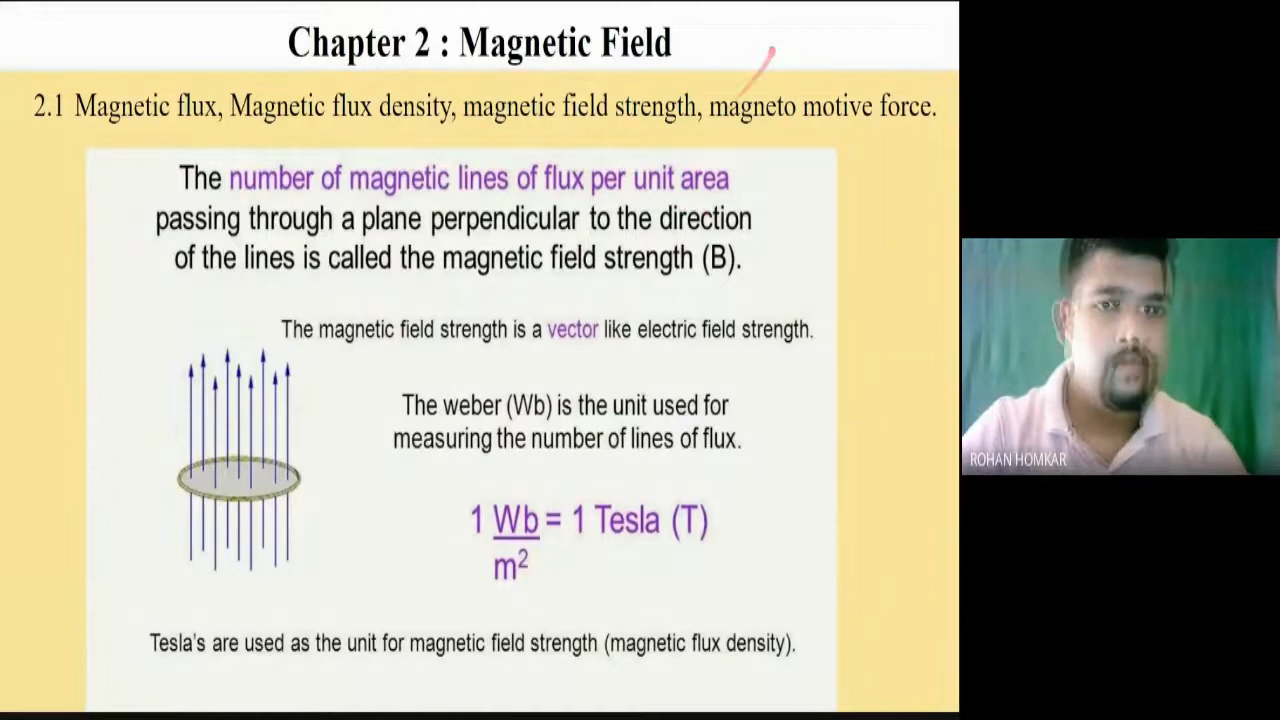 Chapter 2 : Magnetic Field
2.1 Magnetic flux, Magnetic flux density, magnetic field strength, magneto motive force.
The number of magnetic lines of flux per unit area
passing through a plane perpendicular to the direction
of the lines is called the magnetic field strength (B).
The magnetic field strength is a vector like electric field strength.
The weber (Wb) is the unit used for
measuring the number of lines of flux.
1 Wb = 1 Tesla (T)
m²
Tesla's are used as the unit for magnetic field strength (magnetic flux density).
ROHAN HOMKAR